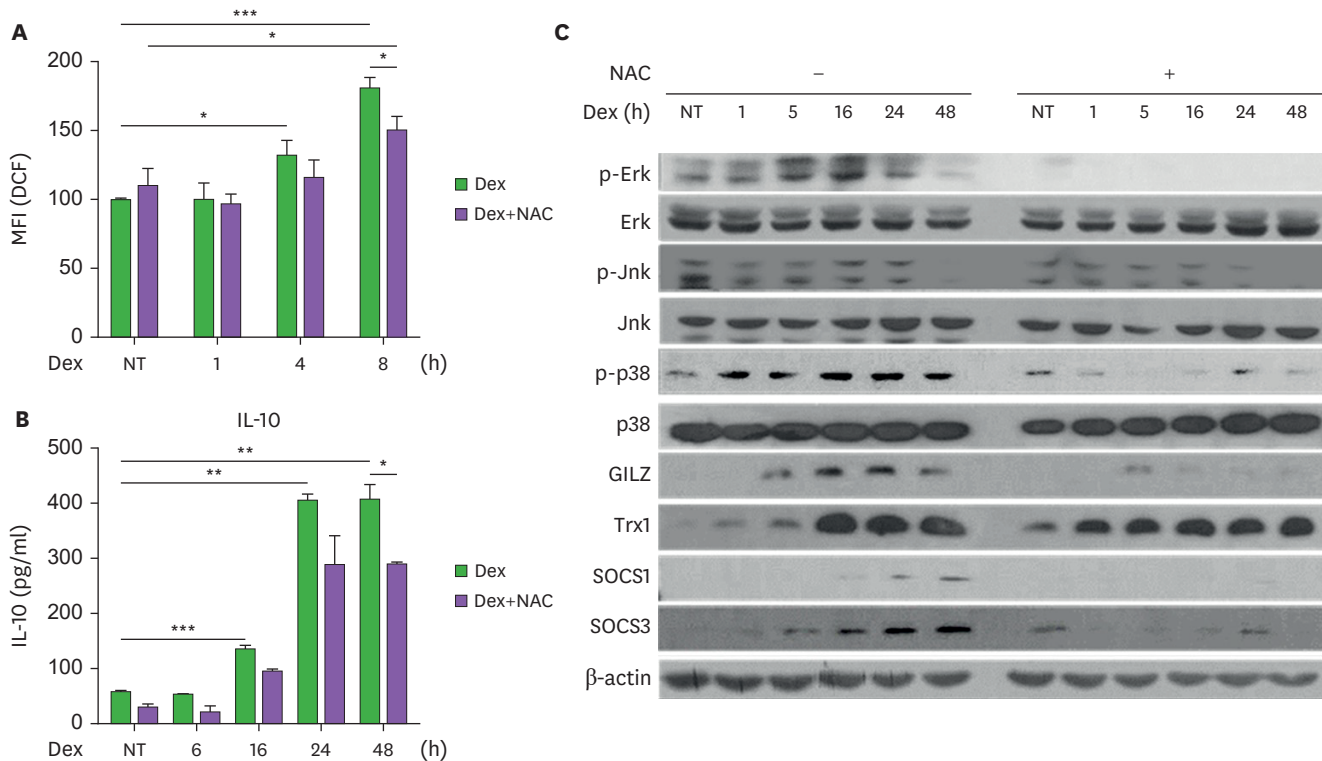 A
***
*
*
*
MFI (DCF)
200
150
100
50
0
Dex NT 1 4 8 (h)
Dex
Dex+NAC
B
IL-10
**
**
*
***
IL-10 (pg/ml)
500
400
300
200
100
0
Dex NT 6 16 24 48 (h)
Dex
Dex+NAC
C
NAC − +
Dex (h) NT 1 5 16 24 48 NT 1 5 16 24 48
p-Erk
Erk
p-Jnk
Jnk
p-p38
p38
GILZ
Trx1
SOCS1
SOCS3
β-actin